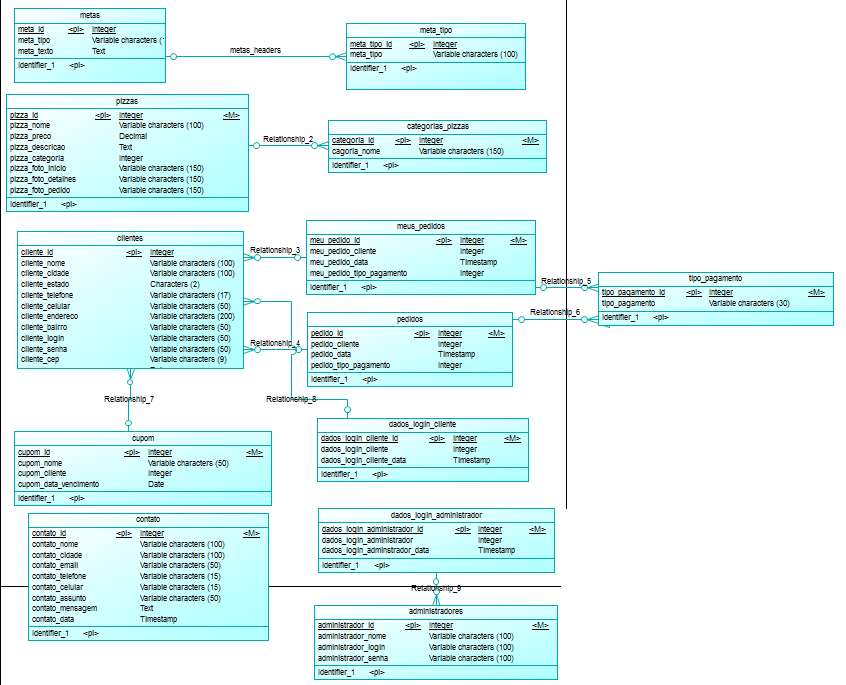 metas
meta_id <pi> Integer
meta_tipo Variable characters (
meta_texto Text
Identifier_1 <pi>
metas_headers
meta_tipo
meta_tipo_id <pi> Integer
meta_tipo Variable characters (100)
Identifier_1 <pi>
pizzas
pizza_id <pi> Integer <M>
pizza_nome Variable characters (100)
pizza_preco Decimal
pizza_descricao Text
pizza_categoria Integer
pizza_foto_inicio Variable characters (150)
pizza_foto_detalhes Variable characters (150)
pizza_foto_pedido Variable characters (150)
Identifier_1 <pi>
Relationship_2
categorias_pizzas
categoria_id <pi> Integer <M>
cagoria_nome Variable characters (150)
Identifier_1 <pi>
clientes
cliente_id <pi> Integer
cliente_nome Variable characters (100)
cliente_cidade Variable characters (100)
cliente_estado Characters (2)
cliente_telefone Variable characters (17)
cliente_celular Variable characters (50)
cliente_endereco Variable characters (200)
cliente_bairro Variable characters (50)
cliente_login Variable characters (50)
cliente_senha Variable characters (50)
cliente_cep Variable characters (9)
Relationship_3
meus_pedidos
meu_pedido_id <pi> Integer <M>
meu_pedido_cliente Integer
meu_pedido_data Timestamp
meu_pedido_tipo_pagamento Integer
Identifier_1 <pi>
Relationship_5
tipo_pagamento
tipo_pagamento_id <pi> Integer <M>
tipo_pagamento Variable characters (30)
Identifier_1 <pi>
Relationship_6
Relationship_4
pedidos
pedido_id <pi> Integer <M>
pedido_cliente Integer
pedido_data Timestamp
pedido_tipo_pagamento Integer
Identifier_1 <pi>
Relationship_7
Relationship_8
dados_login_cliente
dados_login_cliente_id <pi> Integer <M>
dados_login_cliente Integer
dados_login_cliente_data Timestamp
Identifier_1 <pi>
cupom
cupom_id <pi> Integer <M>
cupom_nome Variable characters (50)
cupom_cliente Integer
cupom_data_vencimento Date
Identifier_1 <pi>
contato
contato_id <pi> Integer <M>
contato_nome Variable characters (100)
contato_cidade Variable characters (100)
contato_email Variable characters (50)
contato_telefone Variable characters (15)
contato_celular Variable characters (15)
contato_assunto Variable characters (50)
contato_mensagem Text
contato_data Timestamp
Identifier_1 <pi>
dados_login_administrador
dados_login_administrador_id <pi> Integer <M>
dados_login_administrador Integer
dados_login_adminstrador_data Timestamp
Identifier_1 <pi>
Relationship_9
administradores
administrador_id <pi> Integer <M>
administrador_nome Variable characters (100)
administrador_login Variable characters (100)
administrador_senha Variable characters (100)
Identifier_1 <pi>